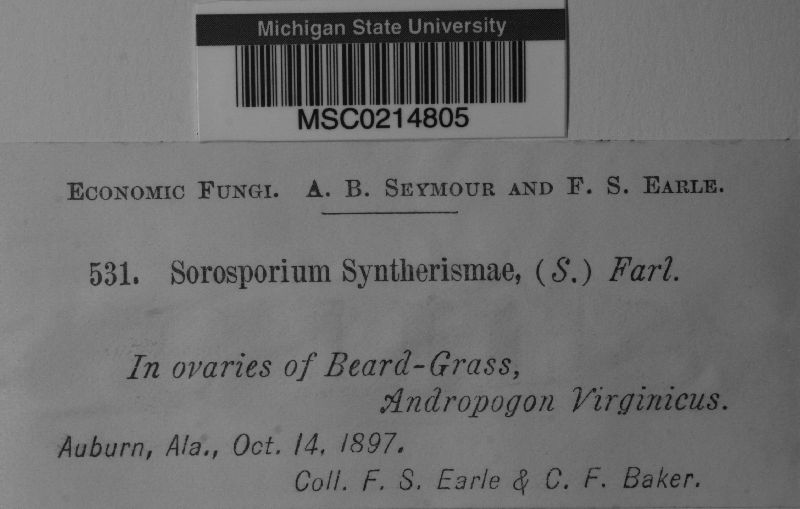 Michigan State University
MSC0214805
Economic Fungi. A. B. Seymour and F. S. Earle.
531. Sorosporium Syntherismae, (S.) Farl.
In ovaries of Beard-Grass,
Andropogon Virginicus.
Auburn, Ala., Oct. 14, 1897.
Coll. F. S. Earle & C. F. Baker.